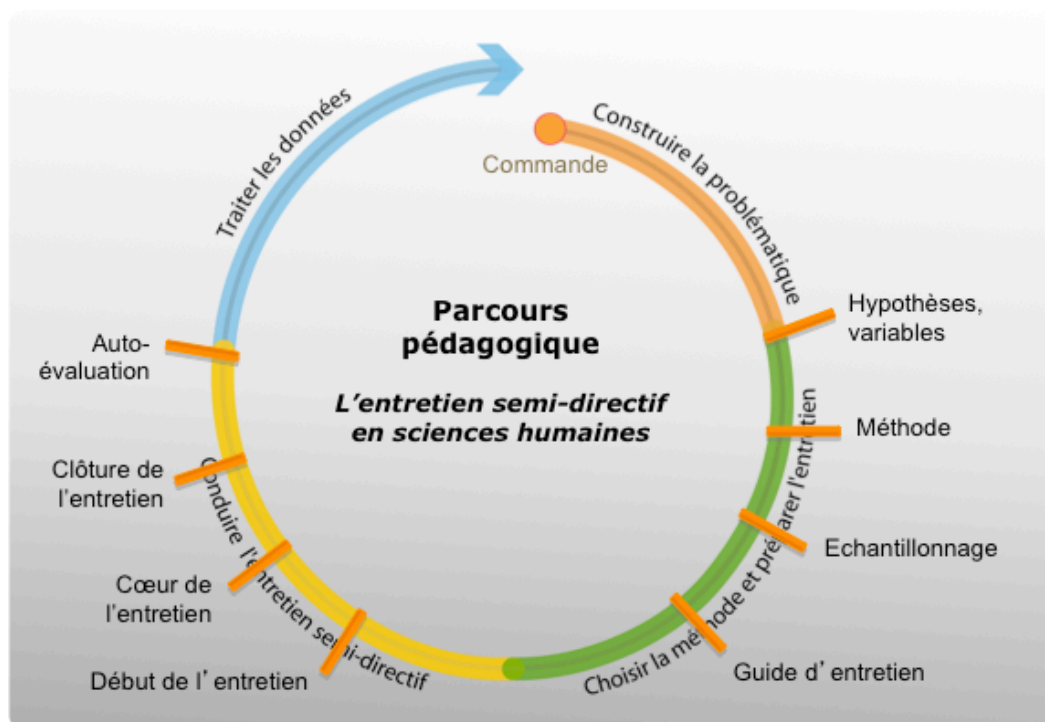 Commande
Construire la problématique
Hypothèses,
variables
Méthode
Echantillonnage
Guide d’ entretien
Choisir la méthode et préparer l'entretien
Début de l’ entretien
Cœur de
l’entretien
Clôture de
l’entretien
Conduire l'entretien semi-directif
Auto-
évaluation
Traiter les données
Parcours
pédagogique
L’entretien semi-directif
en sciences humaines